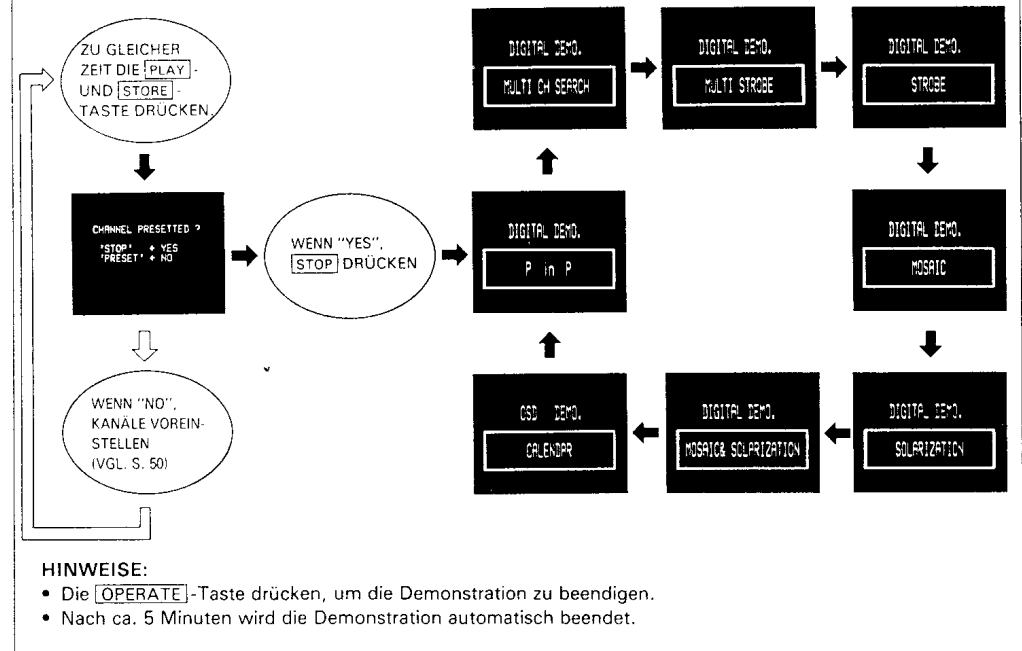 ZU GLEICHER
ZEIT DIE PLAY-
UND STORE-
TASTE DRÜCKEN.
CHANNEL PRESETTED ?
'STOP' → YES
'PRESET' → NO
WENN "YES",
STOP DRÜCKEN
WENN "NO",
KANÄLE VOREIN-
STELLEN
(VGL. S. 50)
DIGITAL DEMO.
P in P
DIGITAL DEMO.
MULTI CH SEARCH
DIGITAL DEMO.
MULTI STROBE
DIGITAL DEMO.
STROBE
DIGITAL DEMO.
MOSAIC
DIGITAL DEMO.
SOLARIZATION
DIGITAL DEMO.
MOSAIC& SOLARIZATION
OSD DEMO.
CALENDAR
HINWEISE:
• Die OPERATE-Taste drücken, um die Demonstration zu beendigen.
• Nach ca. 5 Minuten wird die Demonstration automatisch beendet.